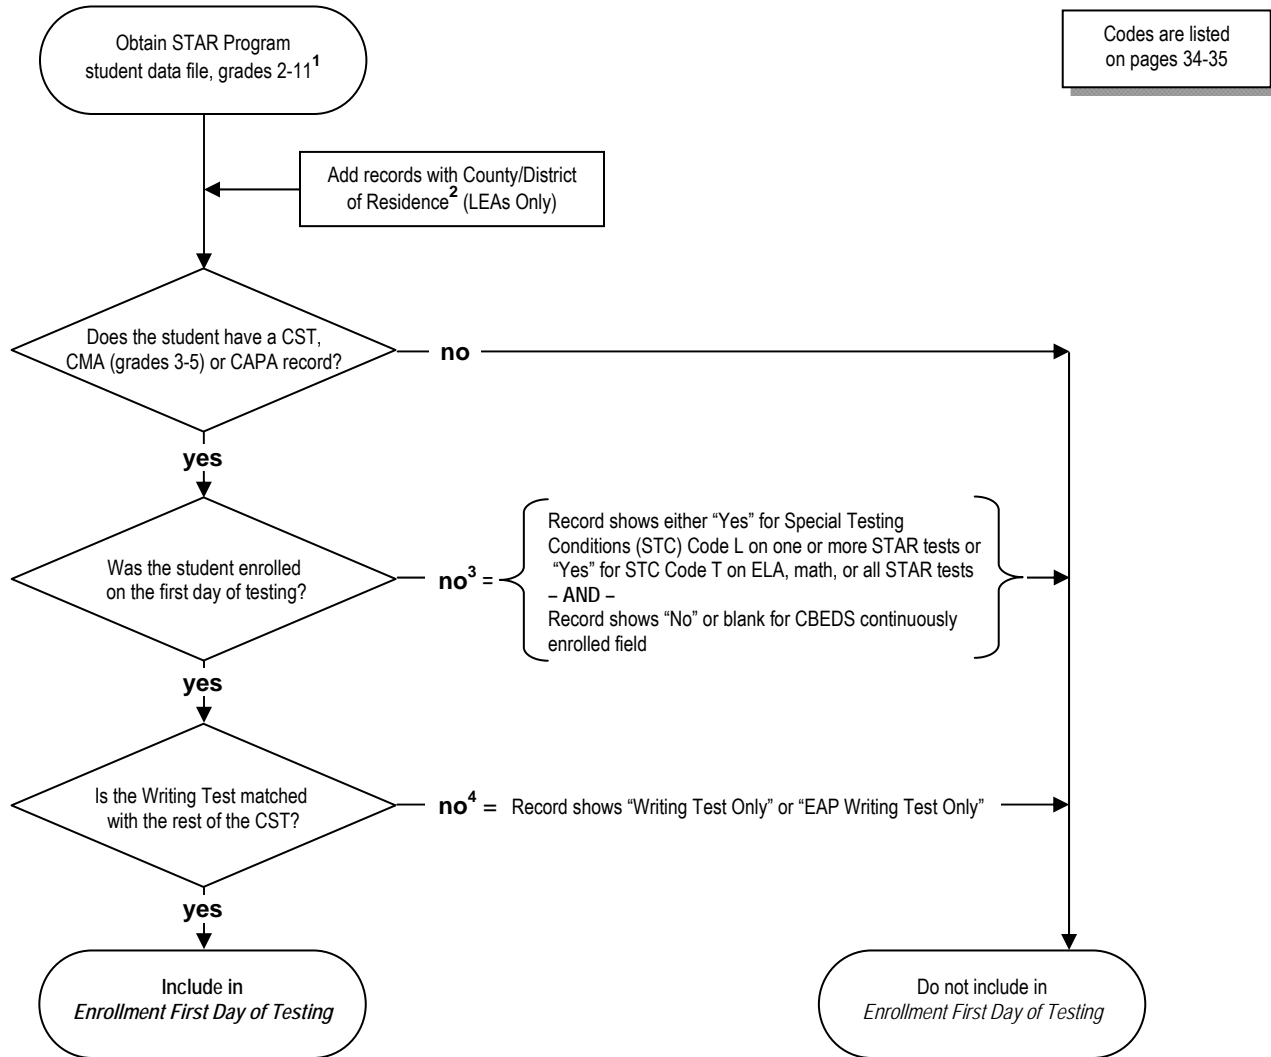 Obtain STAR Program
student data file, grades 2-11¹
Codes are listed
on pages 34-35
Add records with County/District
of Residence² (LEAs Only)
Does the student have a CST,
CMA (grades 3-5) or CAPA record?
no
yes
Was the student enrolled
on the first day of testing?
no³ =
Record shows either “Yes” for Special Testing
Conditions (STC) Code L on one or more STAR tests or
“Yes” for STC Code T on ELA, math, or all STAR tests
– AND –
Record shows “No” or blank for CBEDS continuously
enrolled field
yes
Is the Writing Test matched
with the rest of the CST?
no⁴ = Record shows “Writing Test Only” or “EAP Writing Test Only”
yes
Include in
Enrollment First Day of Testing
Do not include in
Enrollment First Day of Testing